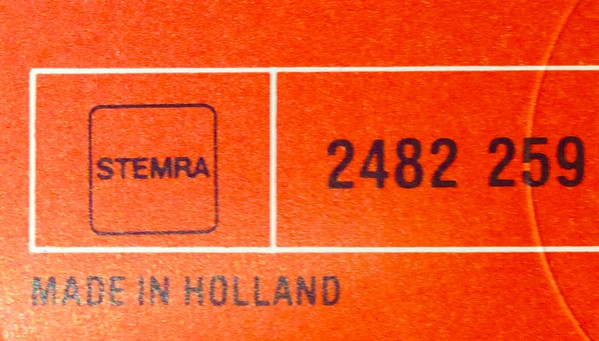 STEMRA
2482 259
MADE IN HOLLAND